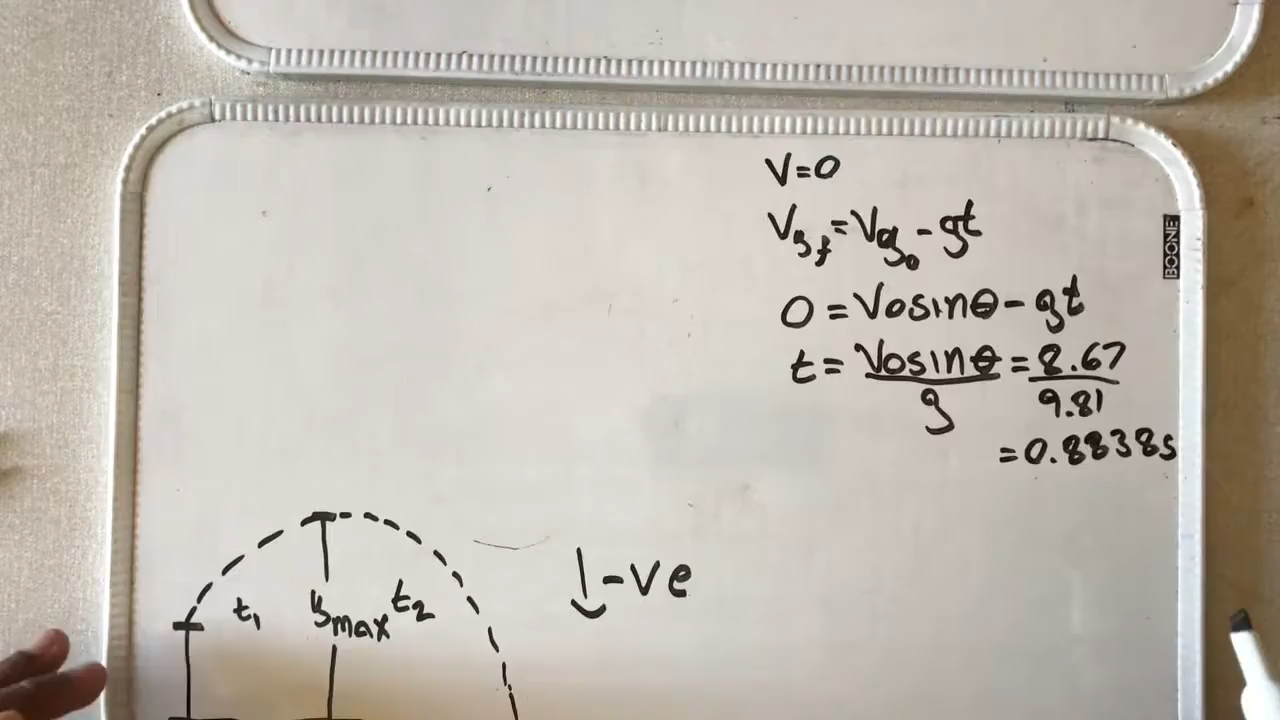 V=0
Vyf=Vyo-gt
0=Vosinθ-gt
t=Vosinθ/g=8.67/9.81
=0.8838s
t1 ymax t2
↓-ve
BOONE